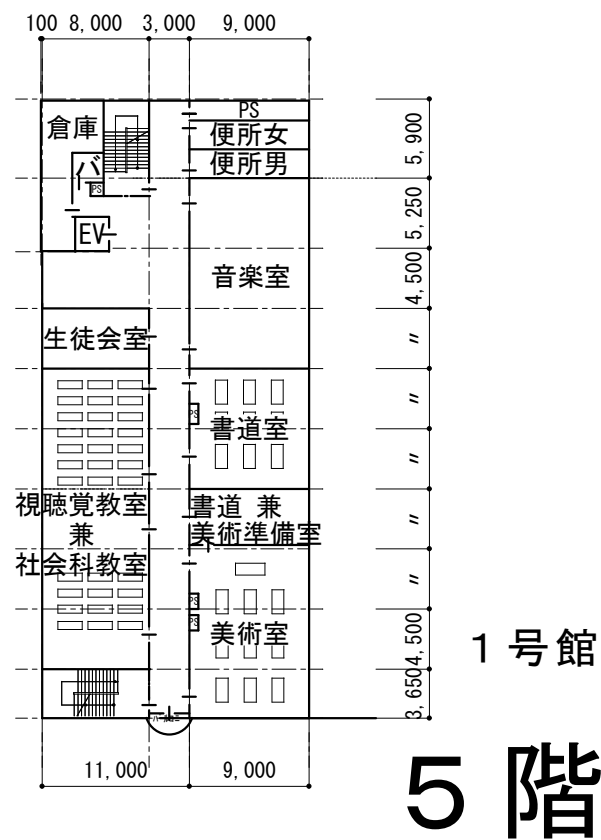 100 8,000 3,000 9,000
PS
倉庫
便所女
便所男
パ
PS
EV
5,900
5,250
4,500
音楽室
生徒会室
〃
〃
PS
書道室
〃
視聴覚教室
兼
社会科教室
書道 兼
美術準備室
〃
〃
PS
PS
美術室
4,500
3,650
11,000 9,000
1号館
5階